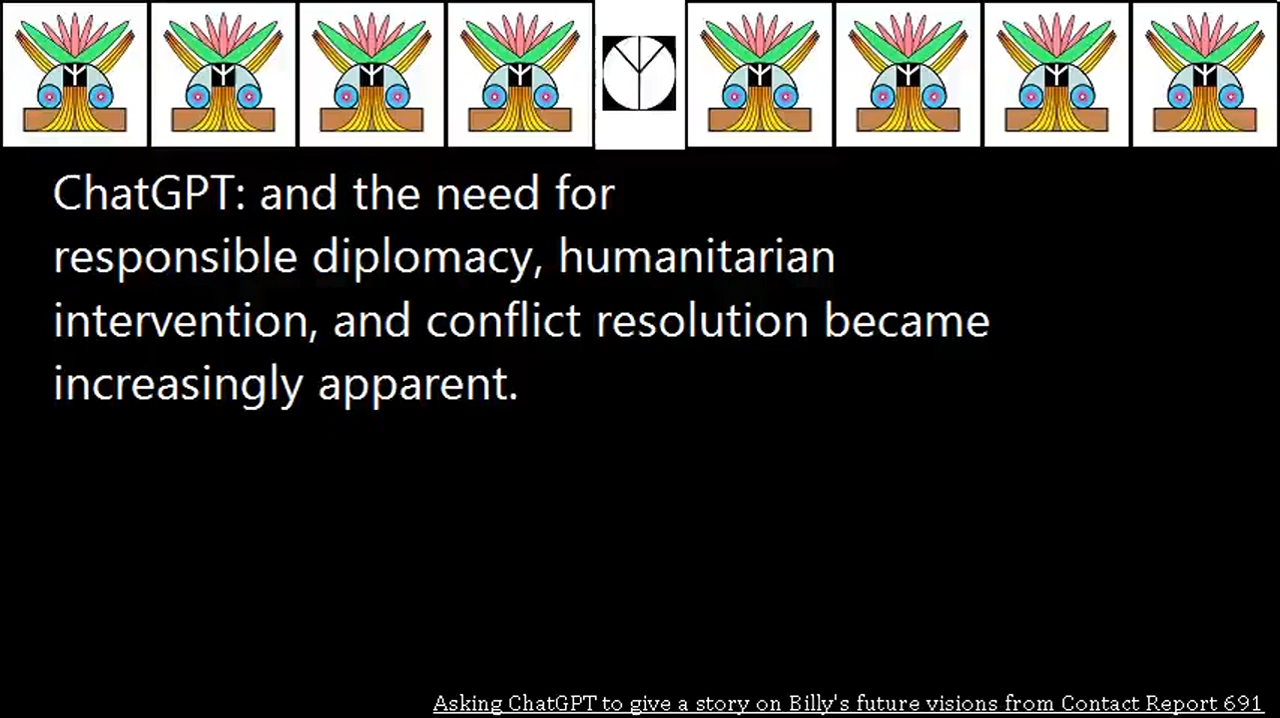 ChatGPT: and the need for
responsible diplomacy, humanitarian
intervention, and conflict resolution became
increasingly apparent.
Asking ChatGPT to give a story on Billy's future visions from Contact Report 691